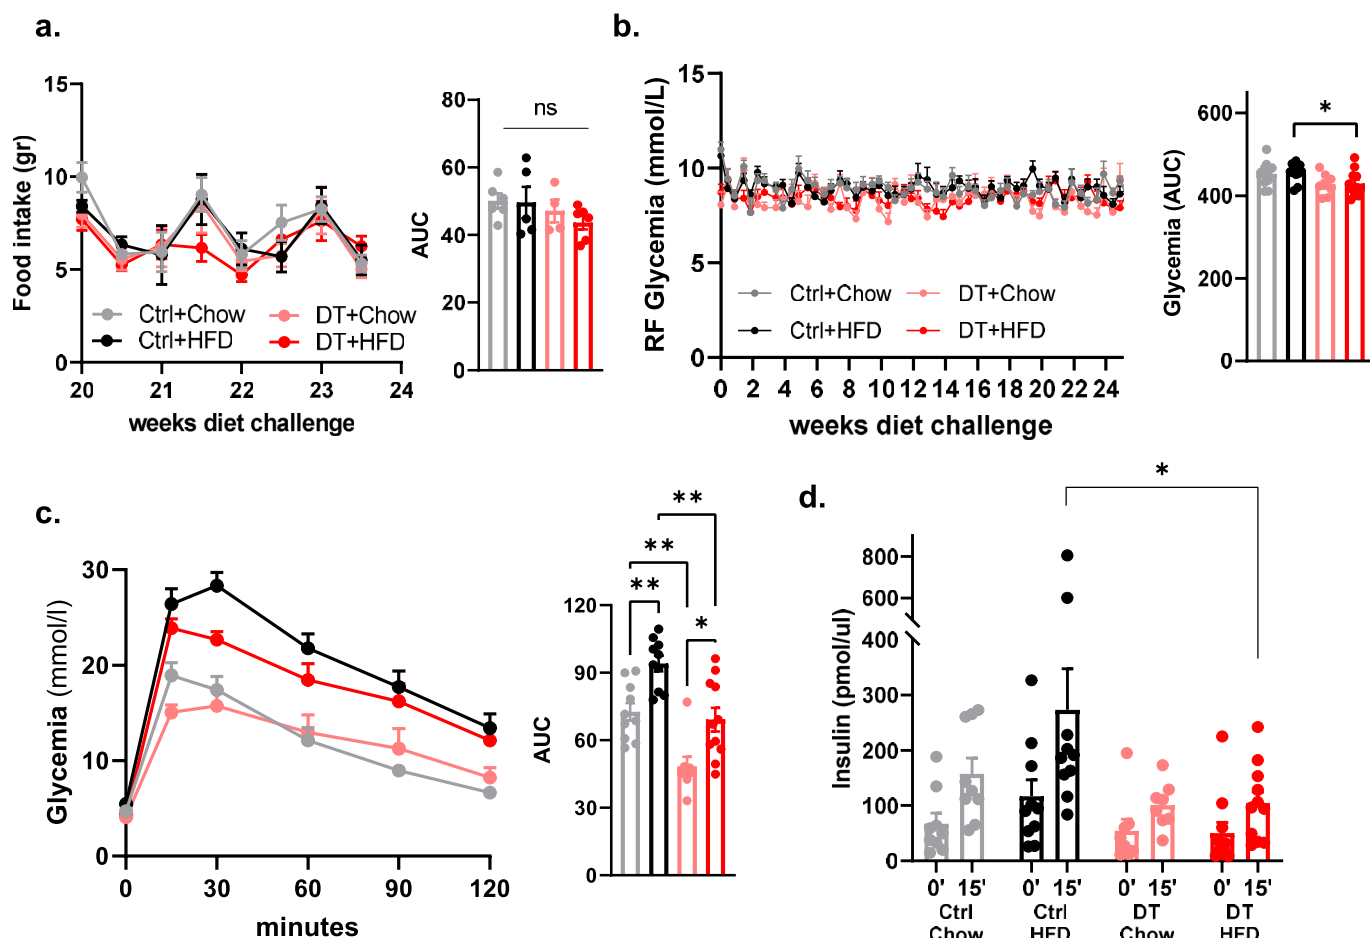 a.
15
10
5
0
Food intake (gr)
20 21 22 23 24
weeks diet challenge
Ctrl+Chow
Ctrl+HFD
DT+Chow
DT+HFD
80
60
40
20
0
AUC
ns
b.
15
10
5
0
RF Glycemia (mmol/L)
0 2 4 6 8 10 12 14 16 18 20 22 24
weeks diet challenge
Ctrl+Chow
Ctrl+HFD
DT+Chow
DT+HFD
600
400
200
0
Glycemia (AUC)
*
c.
30
20
10
0
Glycemia (mmol/l)
0 30 60 90 120
minutes
120
90
60
30
0
AUC
**
**
**
*
d.
*
800
600
400
300
200
100
0
Insulin (pmol/ul)
0' 15' 0' 15' 0' 15' 0' 15'
Ctrl Ctrl DT DT
Chow HFD Chow HFD